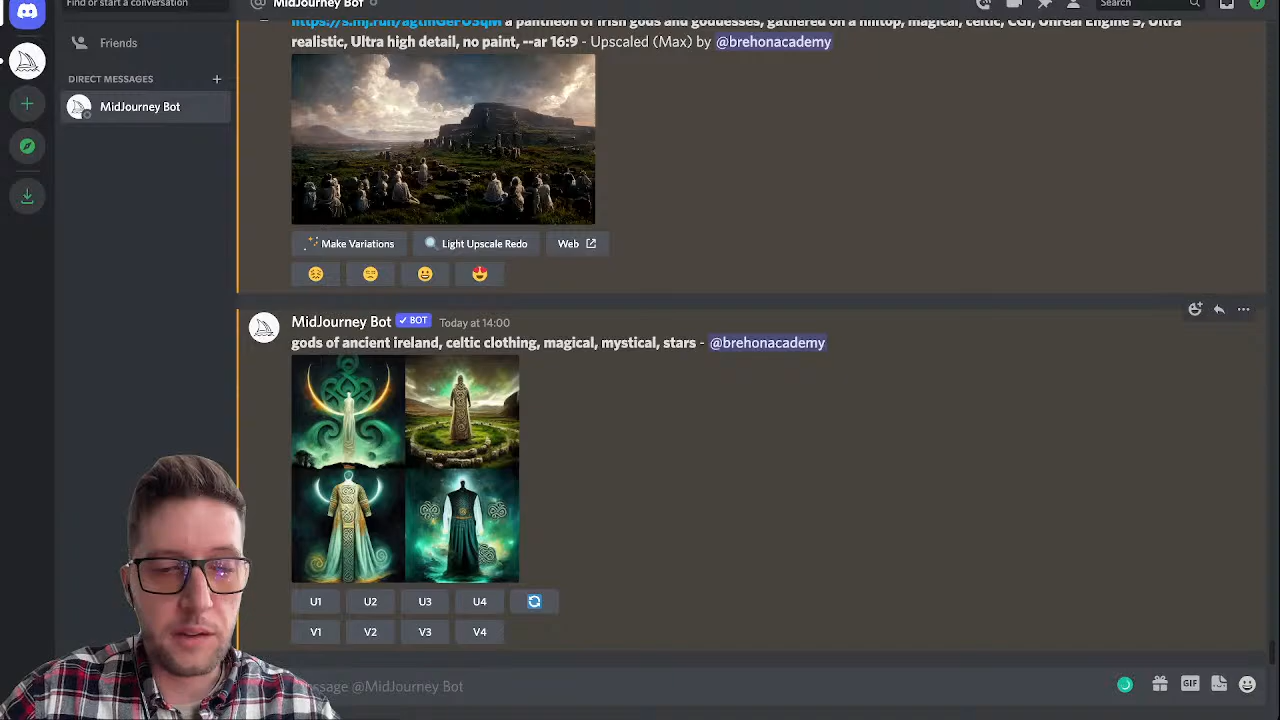 Find or start a conversation
MidJourney Bot
Search
Friends
DIRECT MESSAGES
MidJourney Bot
a pantheon of Irish gods and goddesses, gathered on a hilltop, magical, celtic, CGI, Unreal Engine 5, Ultra
realistic, Ultra high detail, no paint, --ar 16:9 - Upscaled (Max) by @brehonacademy
Make Variations
Light Upscale Redo
Web
MidJourney Bot ✓ BOT Today at 14:00
gods of ancient ireland, celtic clothing, magical, mystical, stars - @brehonacademy
U1 U2 U3 U4
V1 V2 V3 V4
@MidJourney Bot
GIF